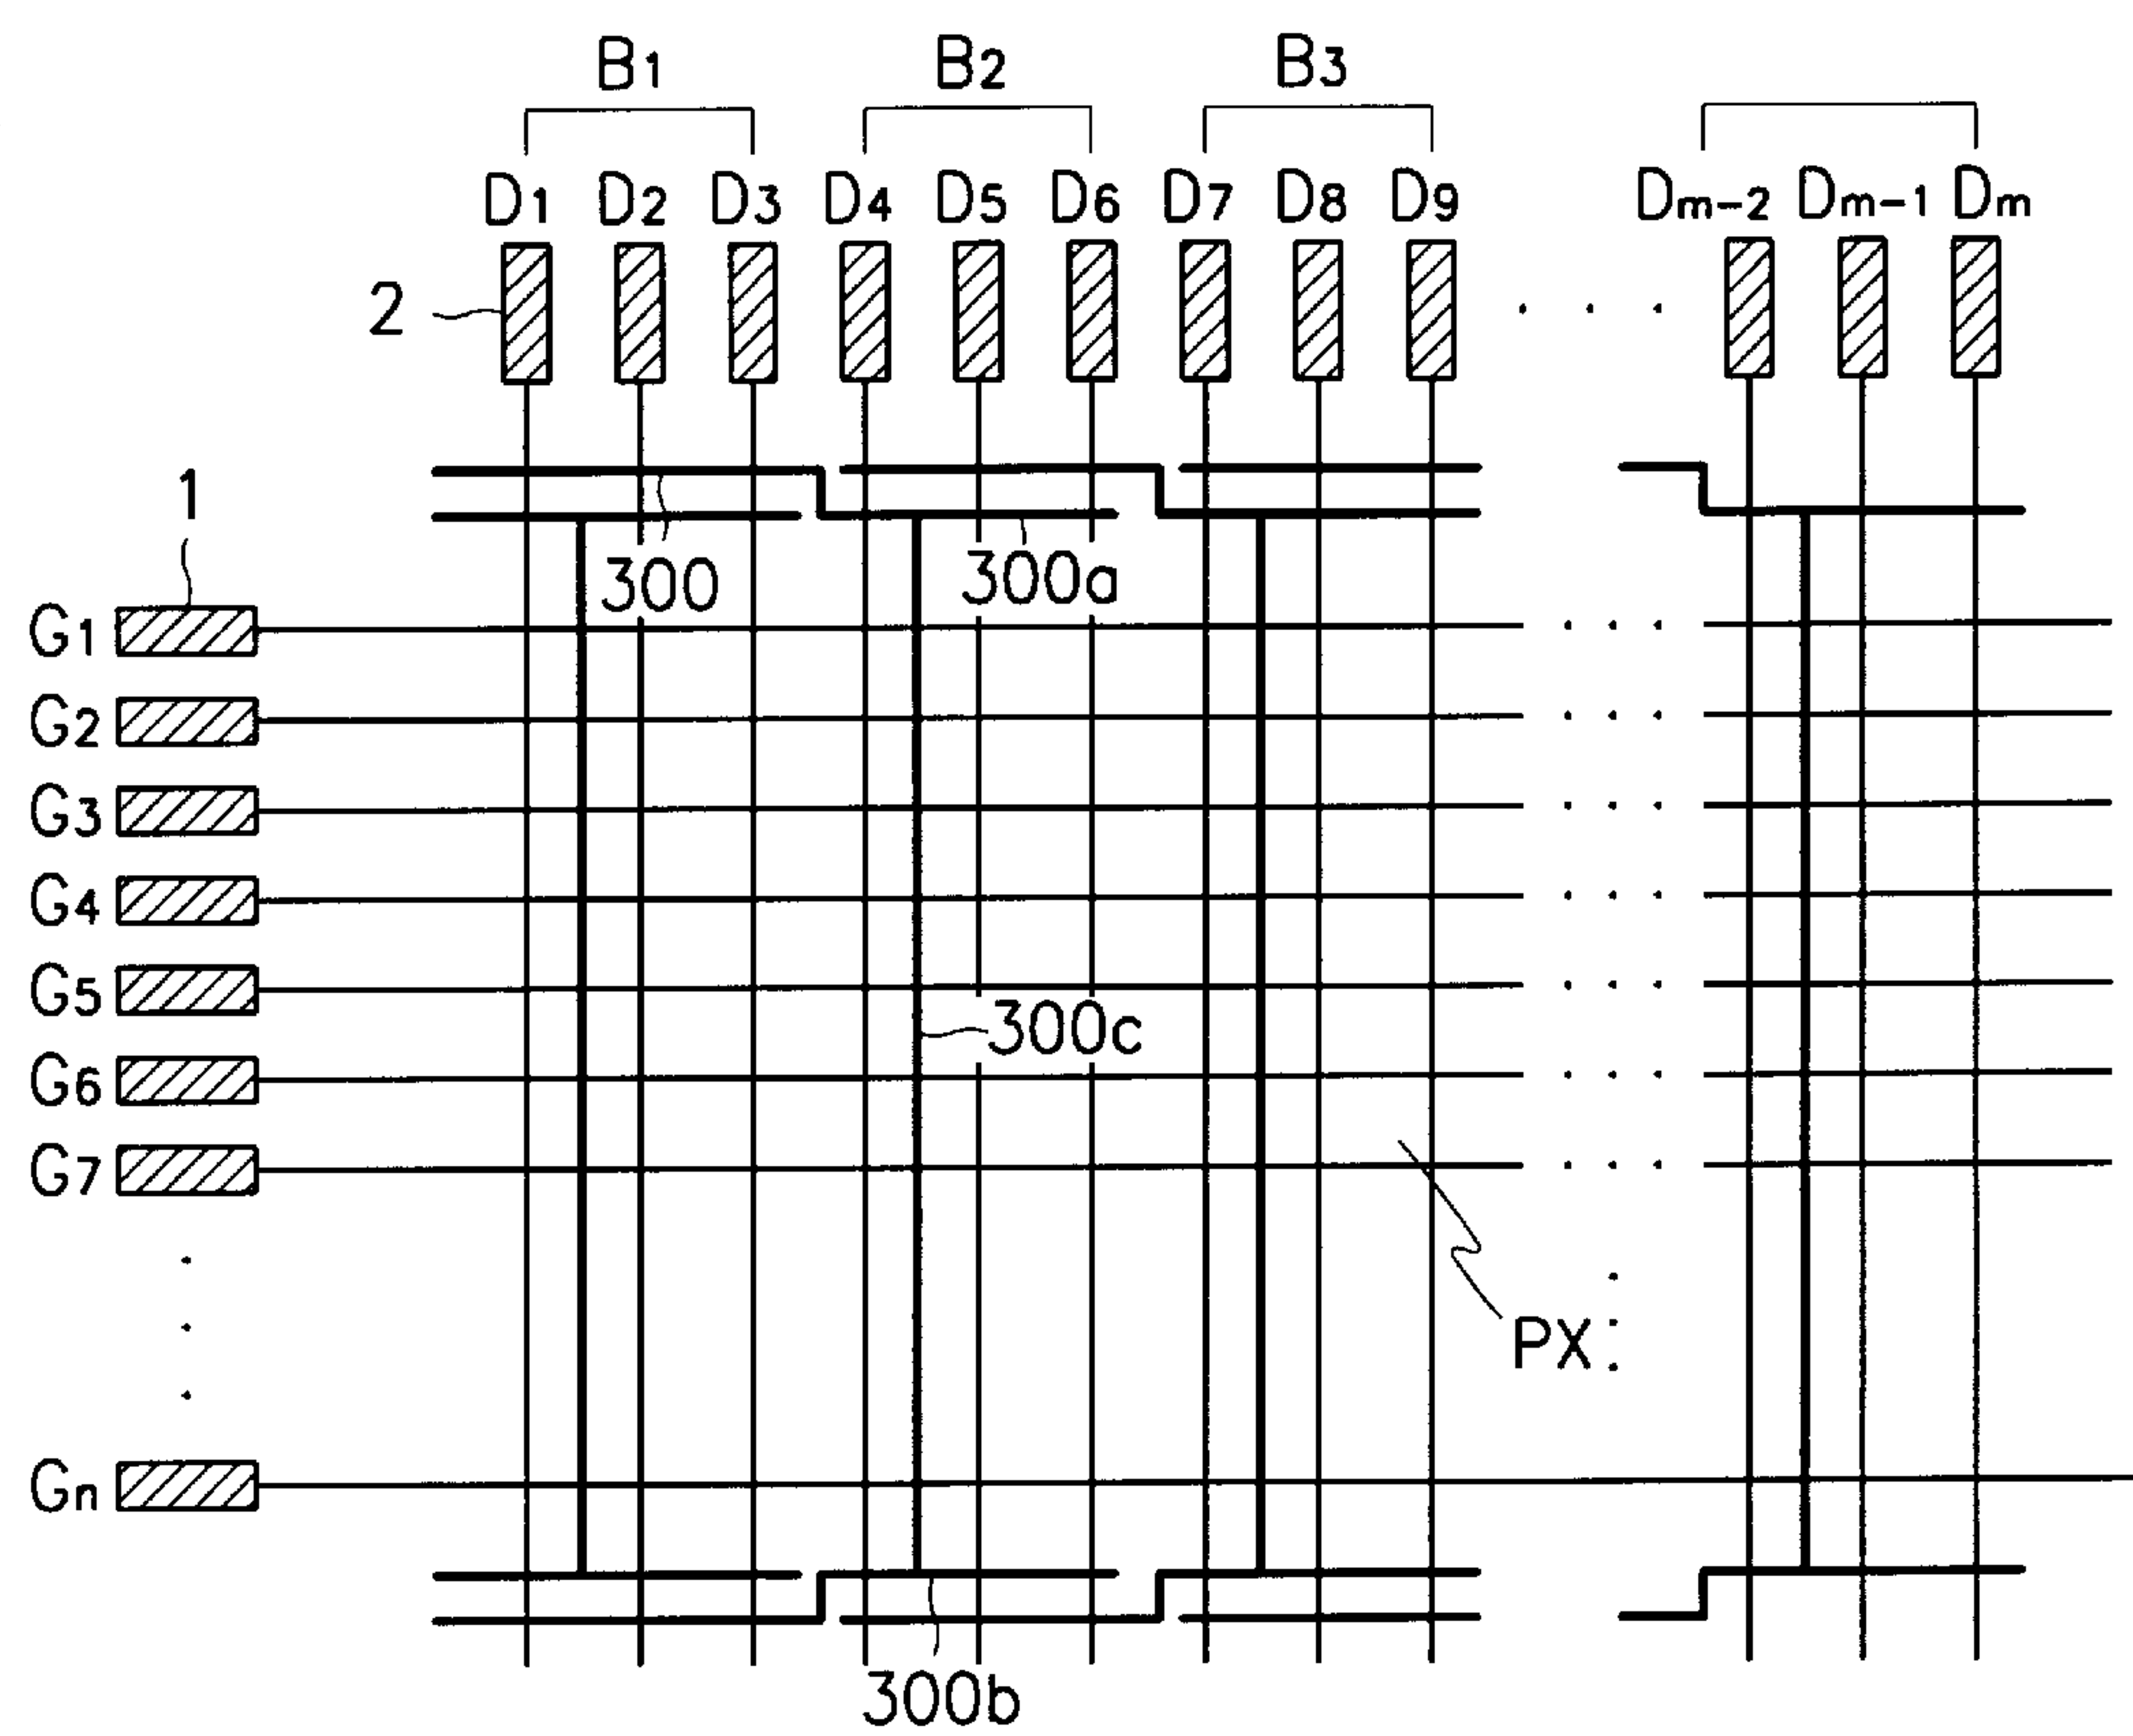 B1 B2 B3
D1 D2 D3 D4 D5 D6 D7 D8 D9 Dm-2 Dm-1 Dm
2
1
300 300a
G1
G2
G3
G4
G5
300c
G6
G7
PX
Gn
300b